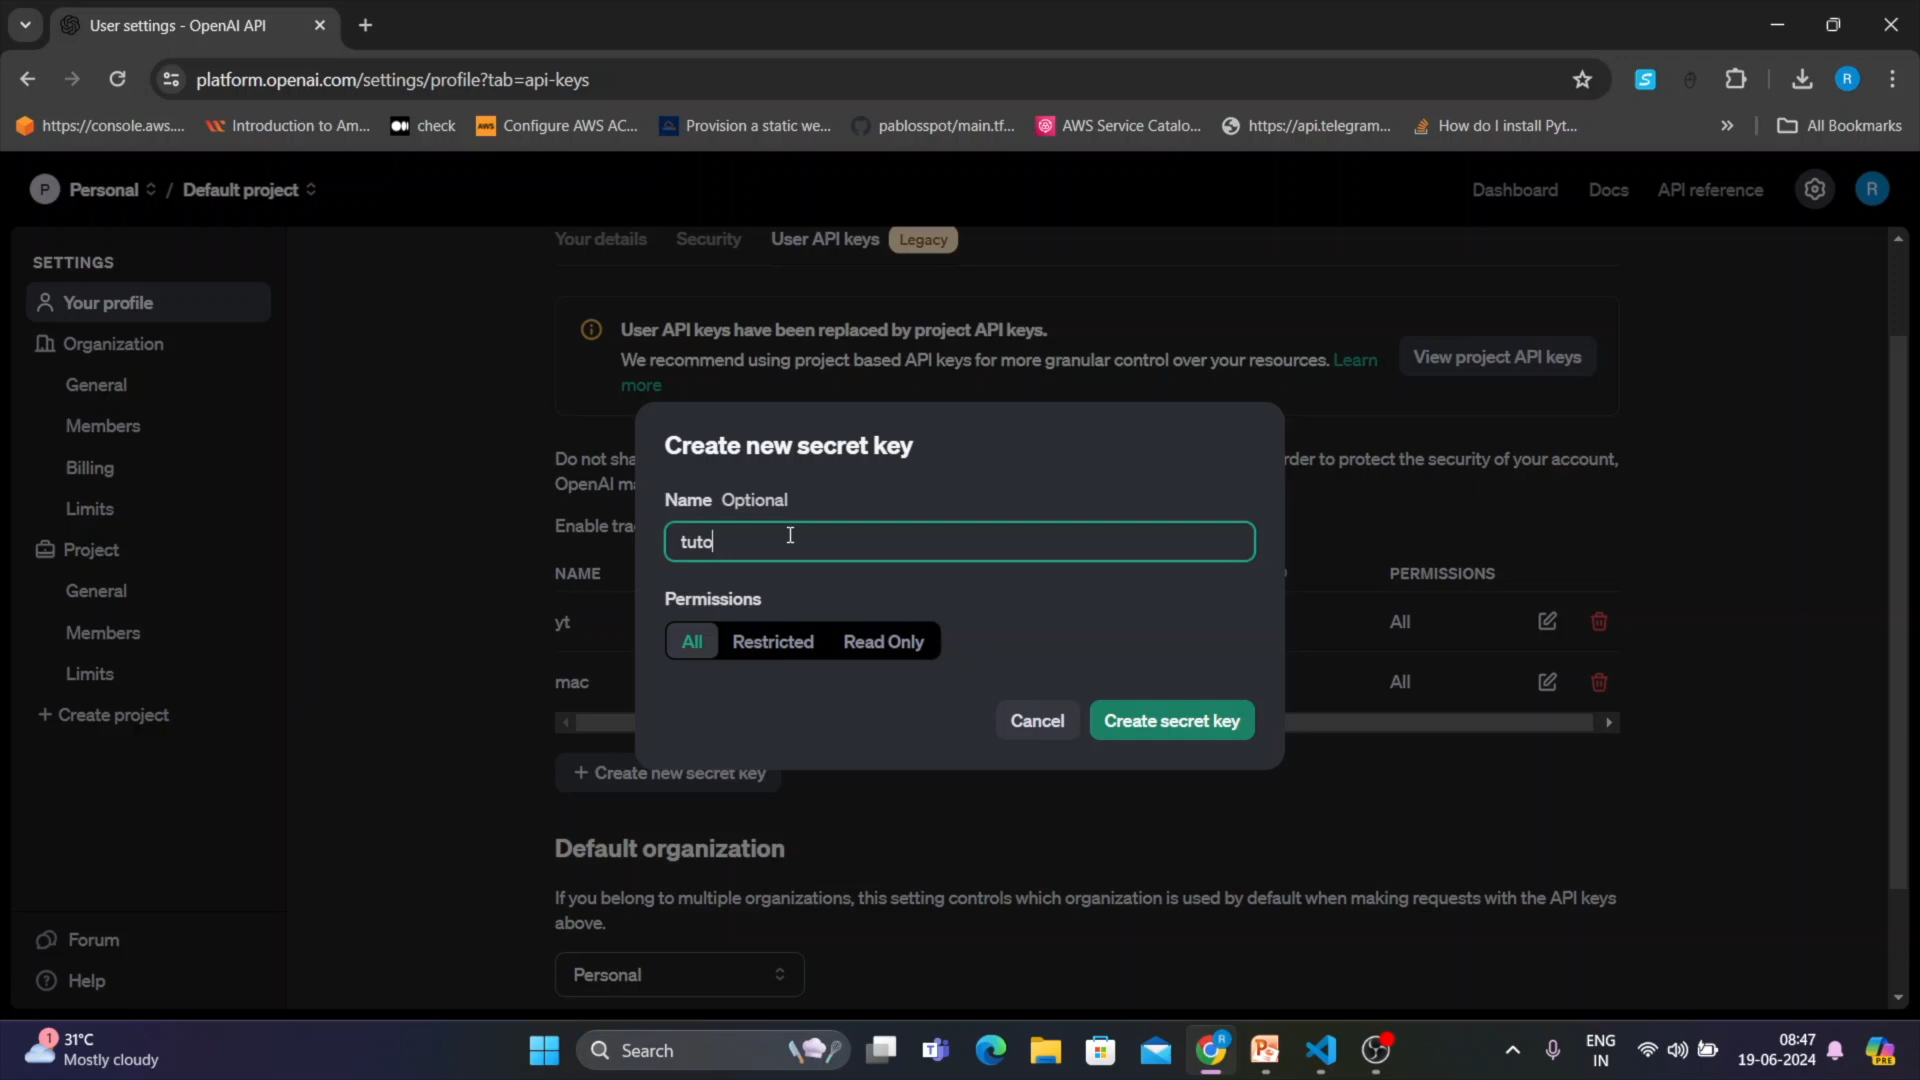 User settings - OpenAI API
platform.openai.com/settings/profile?tab=api-keys
S
R
https://console.aws....
Introduction to Am...
check
aws
Configure AWS AC...
Provision a static we...
pablosspot/main.tf...
AWS Service Catalo...
https://api.telegram...
How do I install Pyt...
All Bookmarks
P Personal / Default project
Dashboard Docs API reference R
SETTINGS
Your profile
Organization
General
Members
Billing
Limits
Project
General
Members
Limits
+ Create project
Forum
Help
Your details Security User API keys Legacy
User API keys have been replaced by project API keys.
We recommend using project based API keys for more granular control over your resources. Learn
more
View project API keys
Do not sha
rder to protect the security of your account,
OpenAI ma
Enable tra
NAME
PERMISSIONS
yt
All
mac
All
+ Create new secret key
Create new secret key
Name Optional
tuto
Permissions
All Restricted Read Only
Cancel Create secret key
Default organization
If you belong to multiple organizations, this setting controls which organization is used by default when making requests with the API keys
above.
Personal
1
31°C
Mostly cloudy
Search
R
ENG
IN
08:47
19-06-2024
PRE